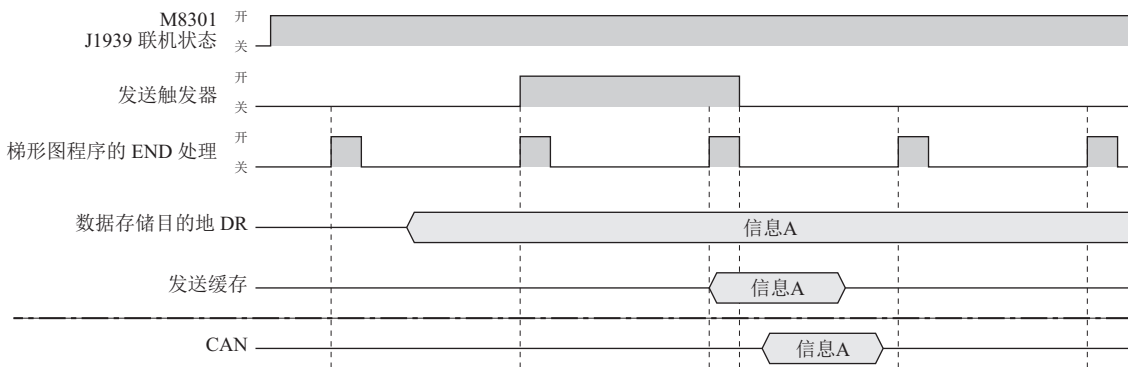 M8301
J1939 联机状态
开
关
发送触发器
开
关
梯形图程序的 END 处理
开
关
数据存储目的地 DR
信息A
发送缓存
信息A
CAN
信息A